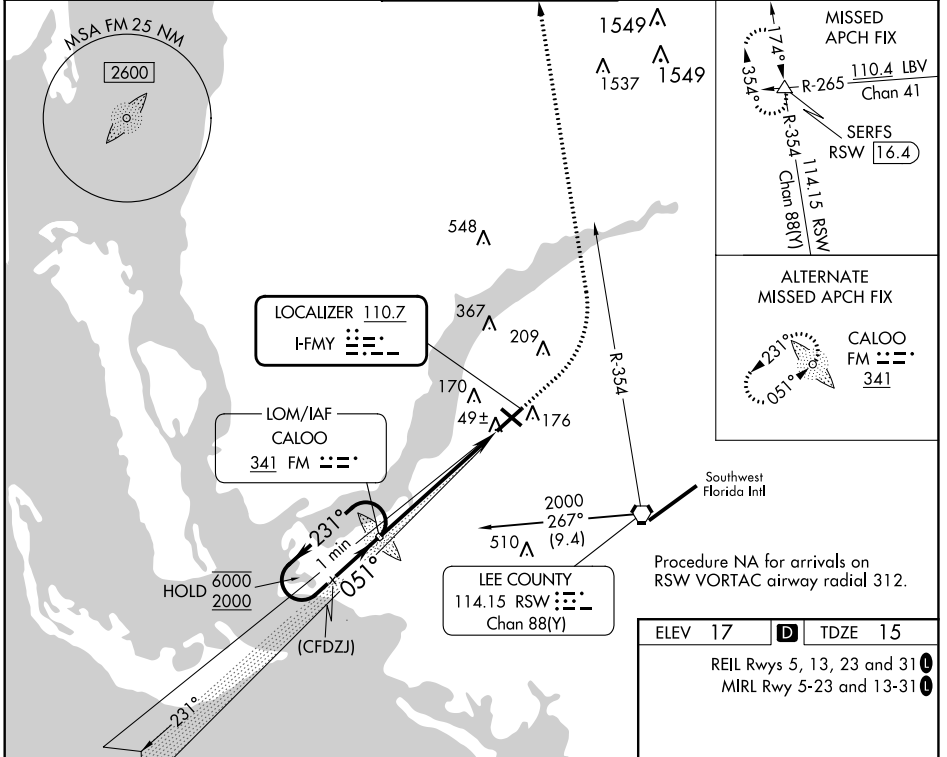 MSA FM 25 NM
2600
1549
1537
1549
MISSED
APCH FIX
174°
354°
R-265
110.4 LBV
Chan 41
R-354
114.15 RSW
Chan 88(Y)
SERFS
RSW 16.4
ALTERNATE
MISSED APCH FIX
231°
051°
CALOO
FM
341
548
LOCALIZER 110.7
I-FMY
367
209
R-354
170
49±
176
LOM/IAF
CALOO
341 FM
Southwest
Florida Intl
2000
267°
(9.4)
510
231°
1 min
051°
HOLD
6000
2000
(CFDZJ)
LEE COUNTY
114.15 RSW
Chan 88(Y)
Procedure NA for arrivals on
RSW VORTAC airway radial 312.
231°
ELEV 17
D
TDZE 15
REIL Rwys 5, 13, 23 and 31 L
MIRL Rwy 5-23 and 13-31 L